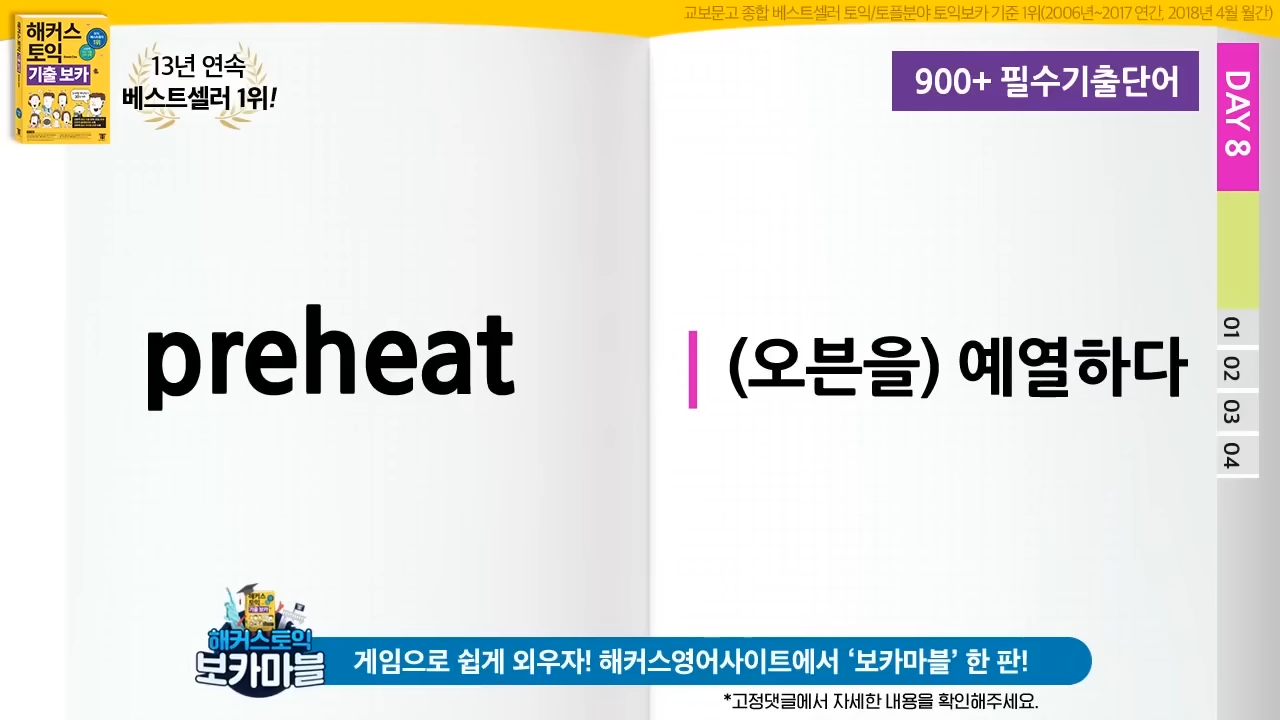 교보문고 종합 베스트셀러 토익/토플분야 토익보카 기준 1위(2006년~2017 연간, 2018년 4월 월간)
해커스
토익
기출 보카
13년 연속
베스트셀러 1위!
900+ 필수기출단어
DAY 8
preheat
(오븐을) 예열하다
01
02
03
04
해커스토익
보카마블
게임으로 쉽게 외우자! 해커스영어사이트에서 ‘보카마블’ 한 판!
*고정댓글에서 자세한 내용을 확인해주세요.